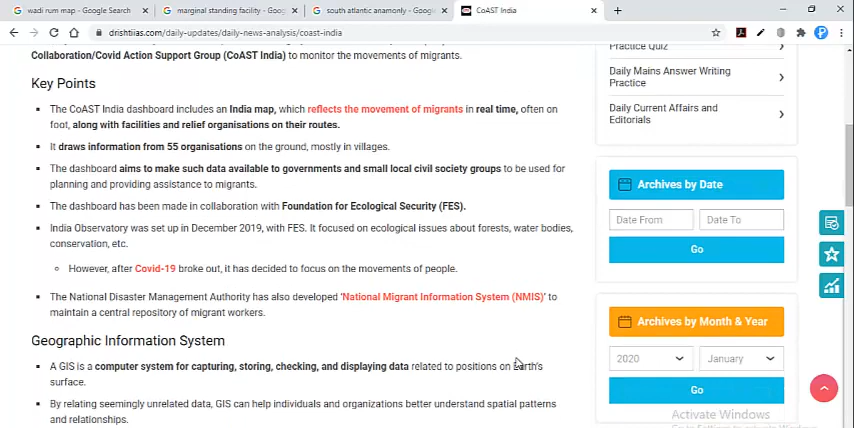 wadi rum map - Google Search
marginal standing facility - Goog
south atlantic anamonly - Google
CoAST India
drishtiias.com/daily-updates/daily-news-analysis/coast-india
Collaboration/Covid Action Support Group (CoAST India) to monitor the movements of migrants.
Key Points
The CoAST India dashboard includes an India map, which reflects the movement of migrants in real time, often on
foot, along with facilities and relief organisations on their routes.
It draws information from 55 organisations on the ground, mostly in villages.
The dashboard aims to make such data available to governments and small local civil society groups to be used for
planning and providing assistance to migrants.
The dashboard has been made in collaboration with Foundation for Ecological Security (FES).
India Observatory was set up in December 2019, with FES. It focused on ecological issues about forests, water bodies,
conservation, etc.
However, after Covid-19 broke out, it has decided to focus on the movements of people.
The National Disaster Management Authority has also developed 'National Migrant Information System (NMIS)' to
maintain a central repository of migrant workers.
Geographic Information System
A GIS is a computer system for capturing, storing, checking, and displaying data related to positions on Earth's
surface.
By relating seemingly unrelated data, GIS can help individuals and organizations better understand spatial patterns
and relationships.
Practice Quiz
Daily Mains Answer Writing
Practice
Daily Current Affairs and
Editorials
Archives by Date
Date From
Date To
Go
Archives by Month & Year
2020
January
Go
Activate Windows